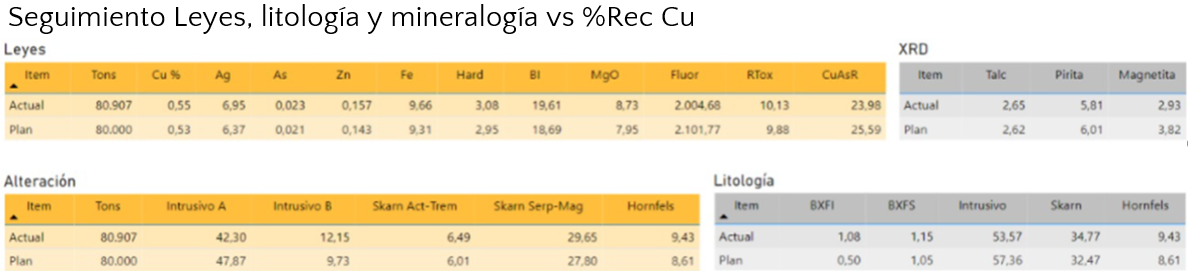 Seguimiento Leyes, litología y mineralogía vs %Rec Cu
Leyes
Item Tons Cu % Ag As Zn Fe Hard BI MgO Fluor RTox CuAsR
Actual 80.907 0,55 6,95 0,023 0,157 9,66 3,08 19,61 8,73 2.004,68 10,13 23,98
Plan 80.000 0,53 6,37 0,021 0,143 9,31 2,95 18,69 7,95 2.101,77 9,88 25,59
XRD
Item Talc Pirita Magnetita
Actual 2,65 5,81 2,93
Plan 2,62 6,01 3,82
Alteración
Item Tons Intrusivo A Intrusivo B Skarn Act-Trem Skarn Serp-Mag Hornfels
Actual 80.907 42,30 12,15 6,49 29,65 9,43
Plan 80.000 47,87 9,73 6,01 27,80 8,61
Litología
Item BXFI BXFS Intrusivo Skarn Hornfels
Actual 1,08 1,15 53,57 34,77 9,43
Plan 0,50 1,05 57,36 32,47 8,61